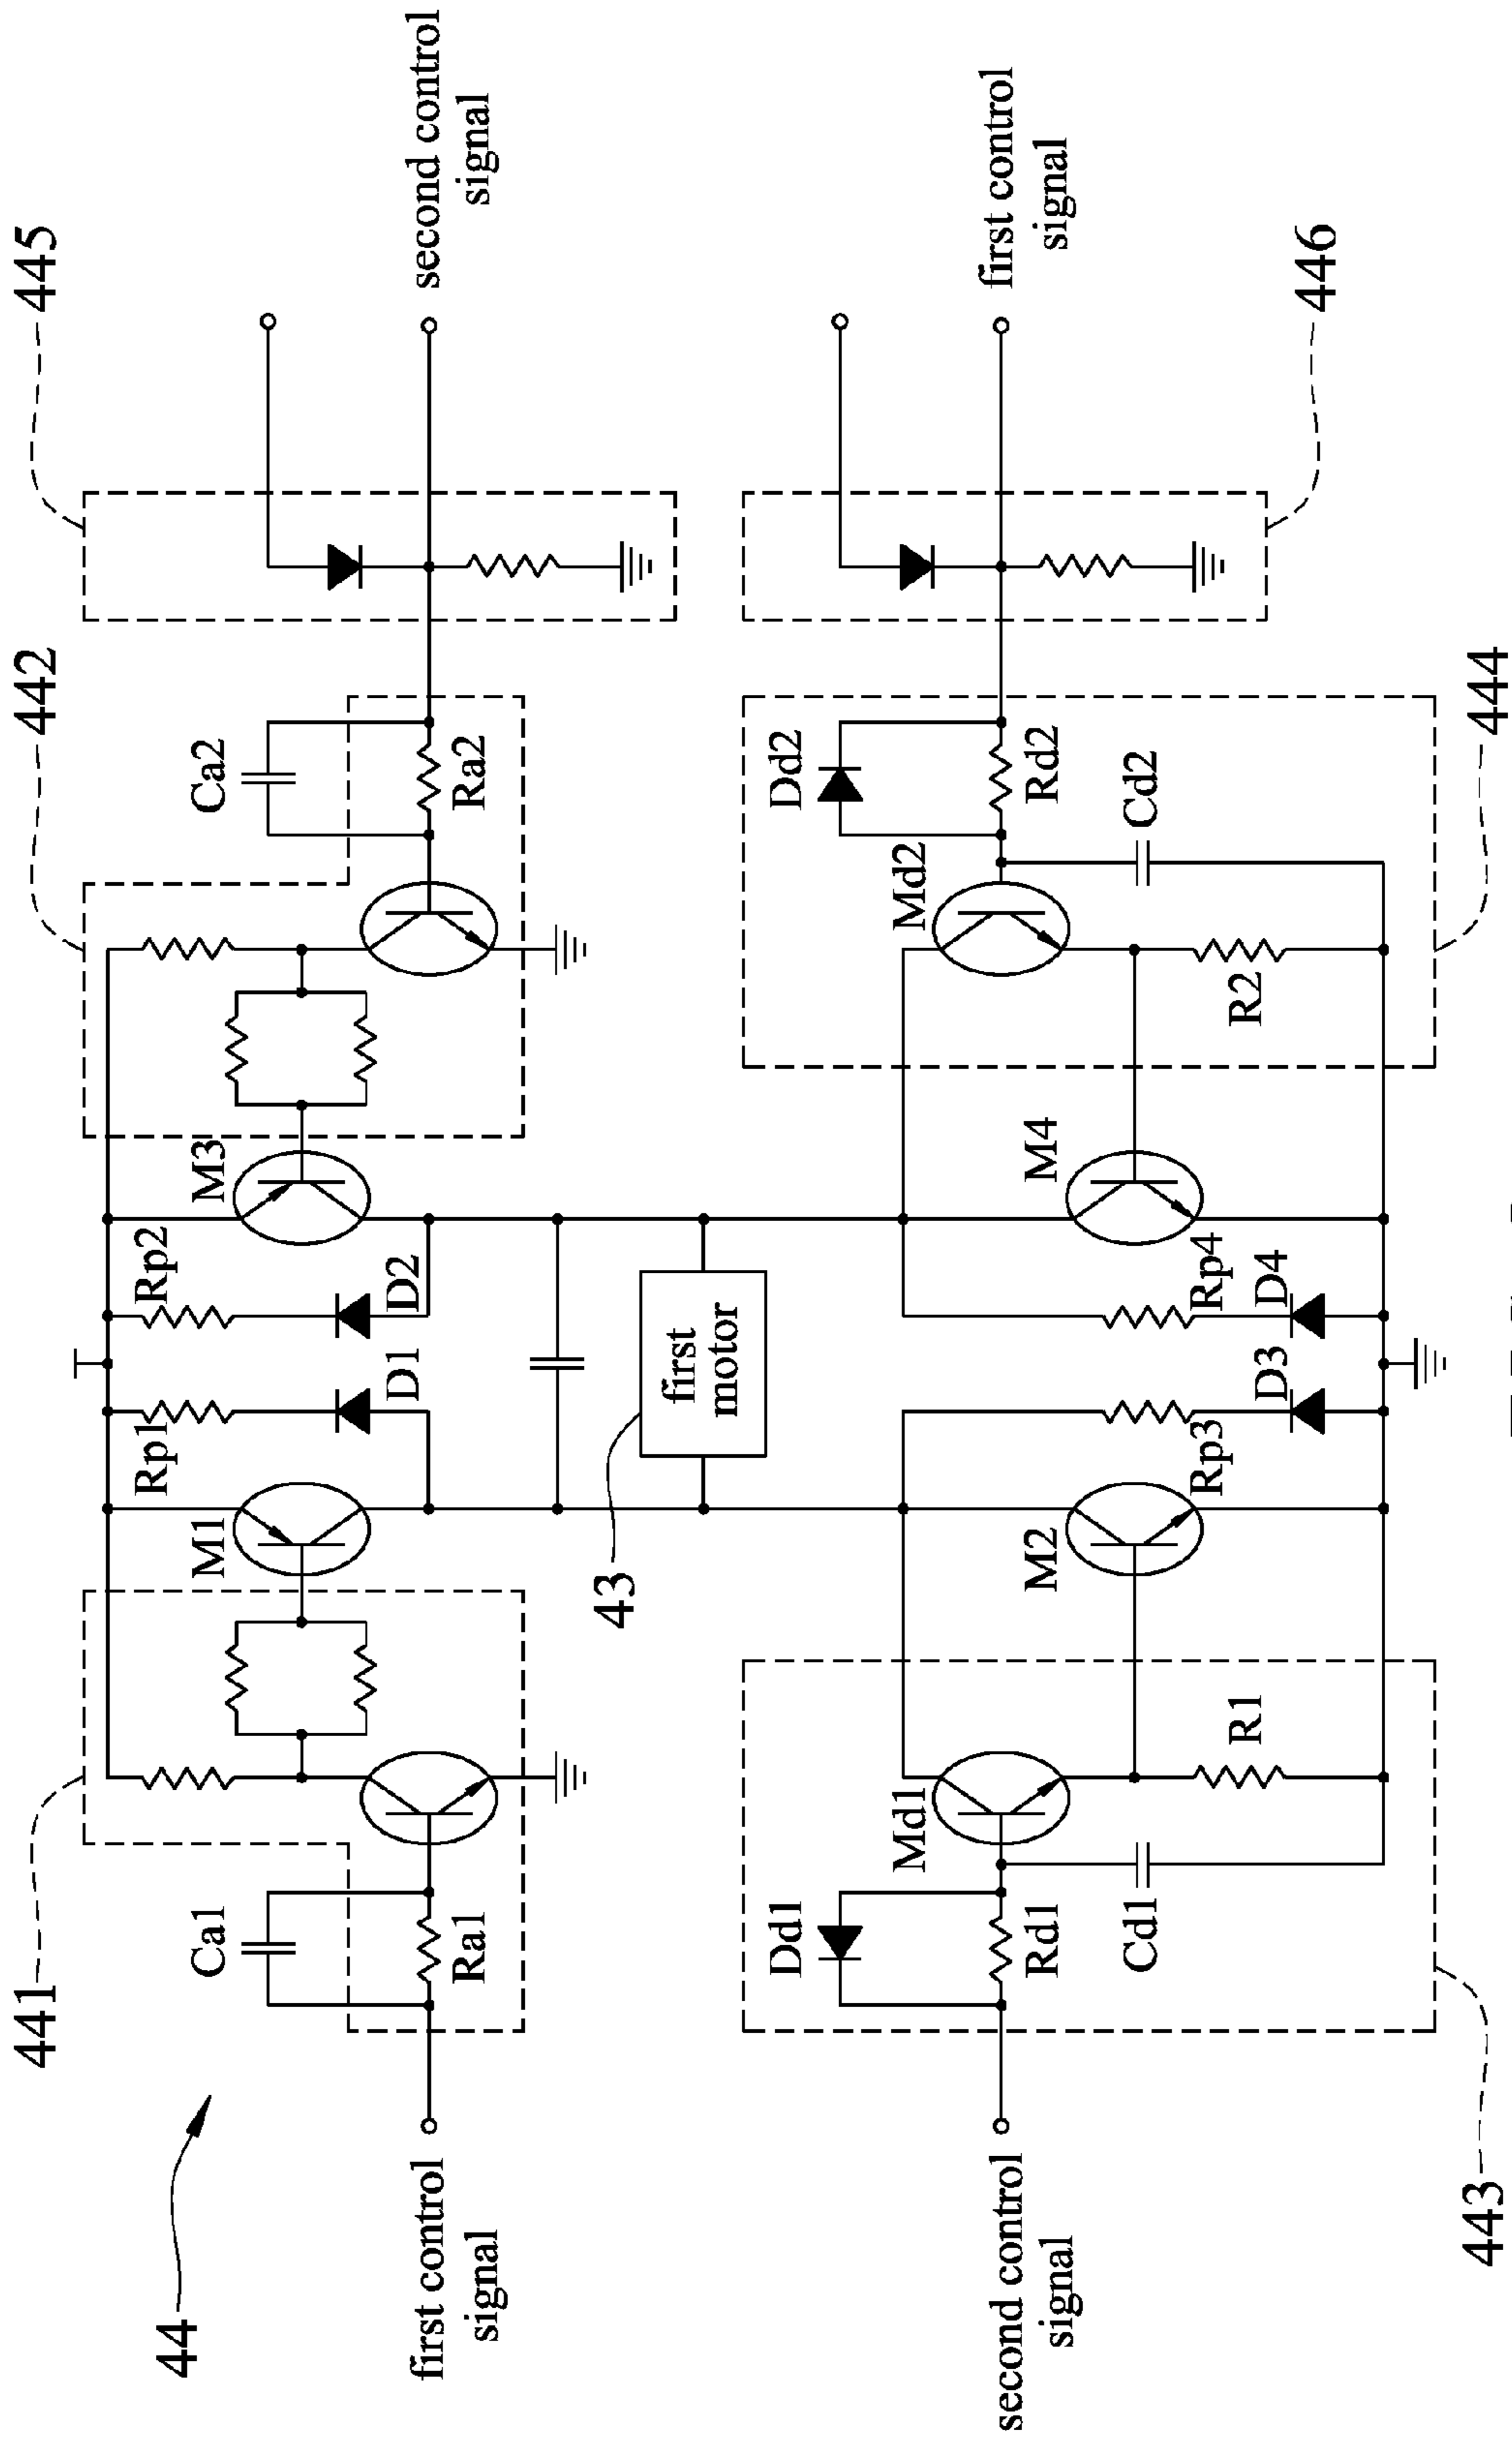 44
441
442
445
first control
signal
Ca1
Ra1
M1
Rp1
D1
Rp2
D2
M3
Ca2
Ra2
second control
signal
43
first
motor
second control
signal
Dd1
Rd1
Cd1
Md1
R1
M2
Rp3
D3
Rp4
D4
M4
Md2
R2
Dd2
Rd2
Cd2
first control
signal
443
444
446